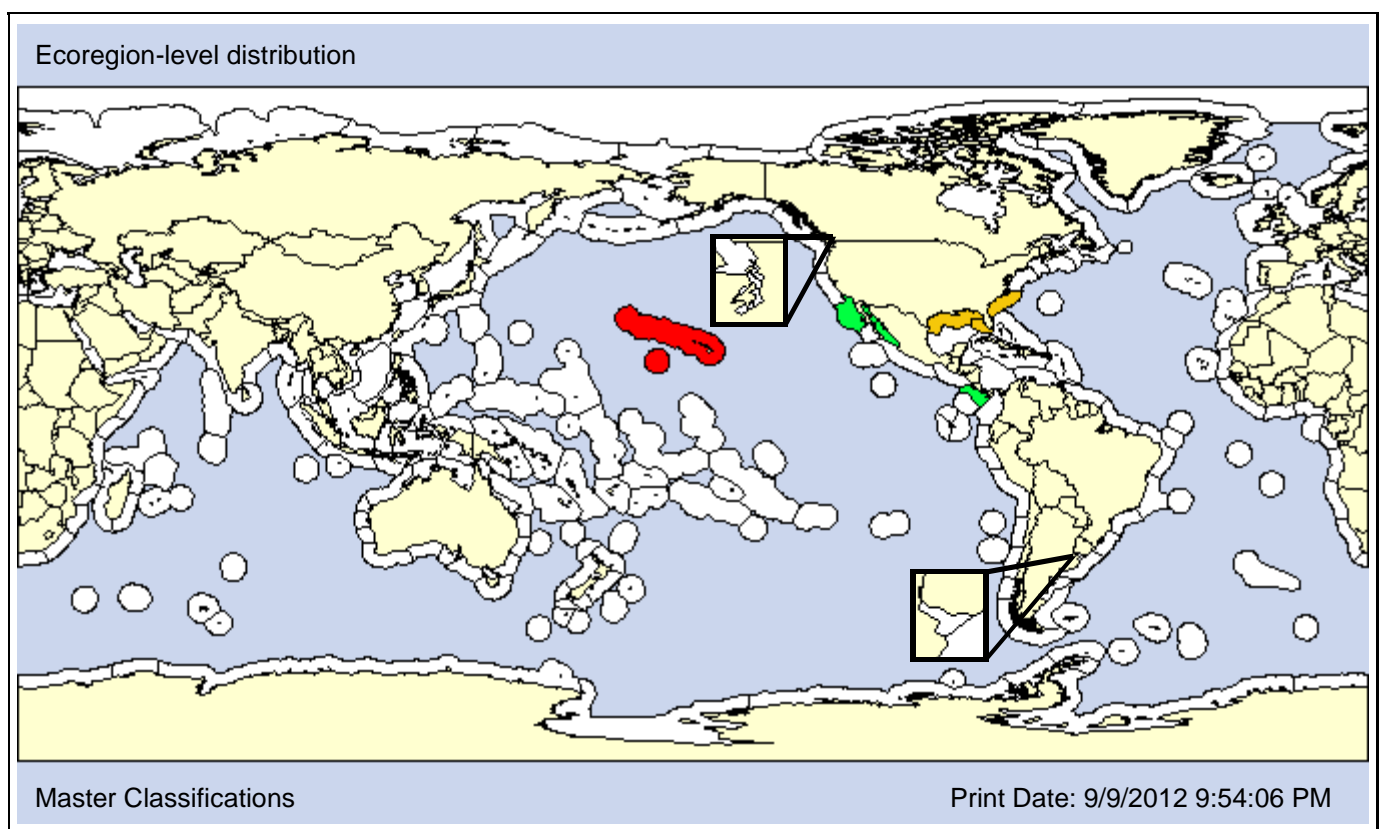 Ecoregion-level distribution
Master Classifications
Print Date: 9/9/2012 9:54:06 PM